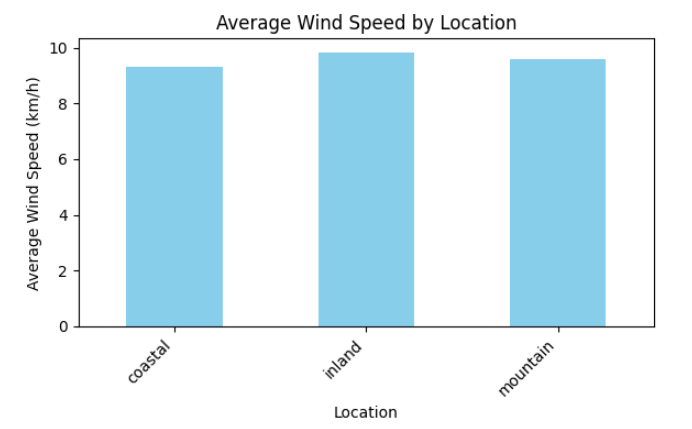 Average Wind Speed by Location
Average Wind Speed (km/h)
10
8
6
4
2
0
coastal
inland
mountain
Location